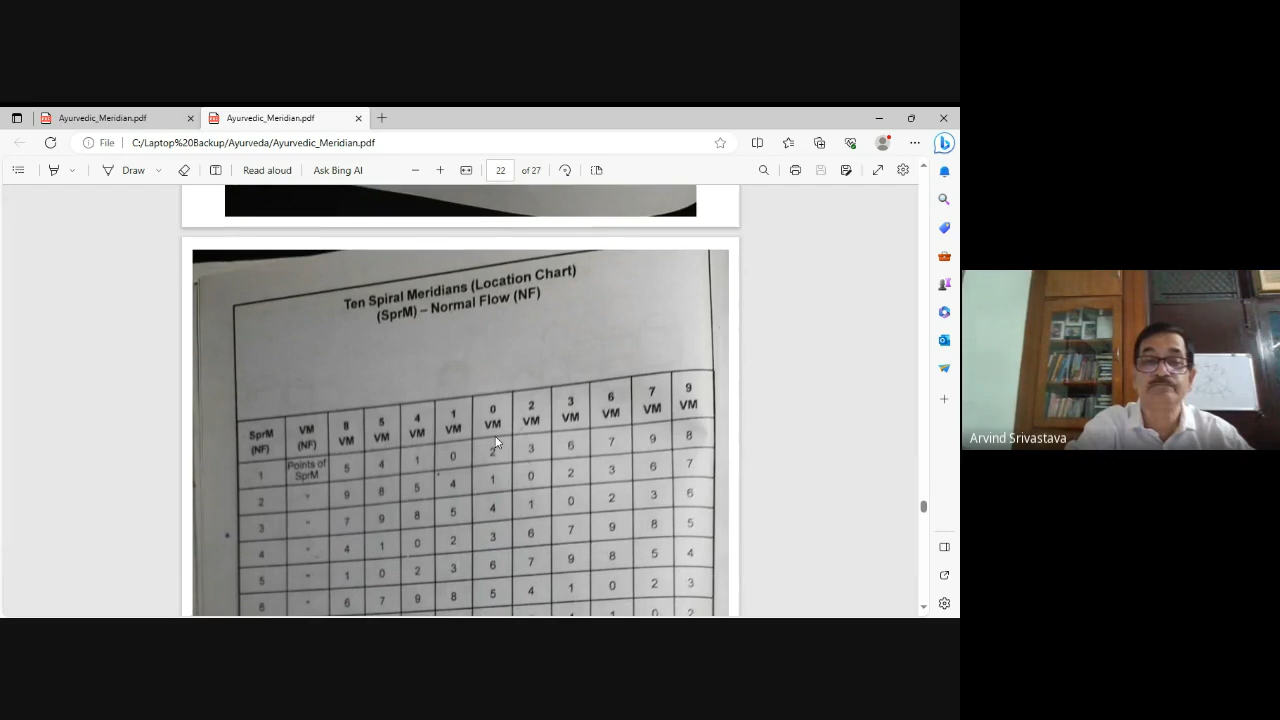 Ayurvedic_Meridian.pdf
Ayurvedic_Meridian.pdf
File C:/Laptop%20Backup/Ayurveda/Ayurvedic_Meridian.pdf
Draw Read aloud Ask Bing AI 22 of 27
Ten Spiral Meridians (Location Chart)
(SprM) – Normal Flow (NF)
SprM (NF) VM (NF) 8 VM 5 VM 4 VM 1 VM 0 VM 2 VM 3 VM 6 VM 7 VM 9 VM
1 Points of SprM 5 4 1 0 2 3 6 7 9 8
2 " 9 8 5 4 1 0 2 3 6 7
3 " 7 9 8 5 4 1 0 2 3 6
4 " 4 1 0 2 3 6 7 9 8 5
5 " 1 0 2 3 6 7 9 8 5 4
6 " 6 7 9 8 5 4 1 0 2 3
1 0 2
Arvind Srivastava